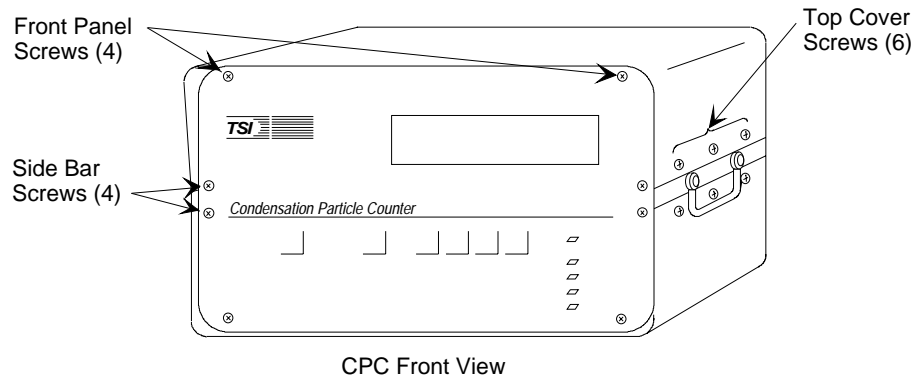 Front Panel
Screws (4)
Top Cover
Screws (6)
TSI
Side Bar
Screws (4)
Condensation Particle Counter
CPC Front View